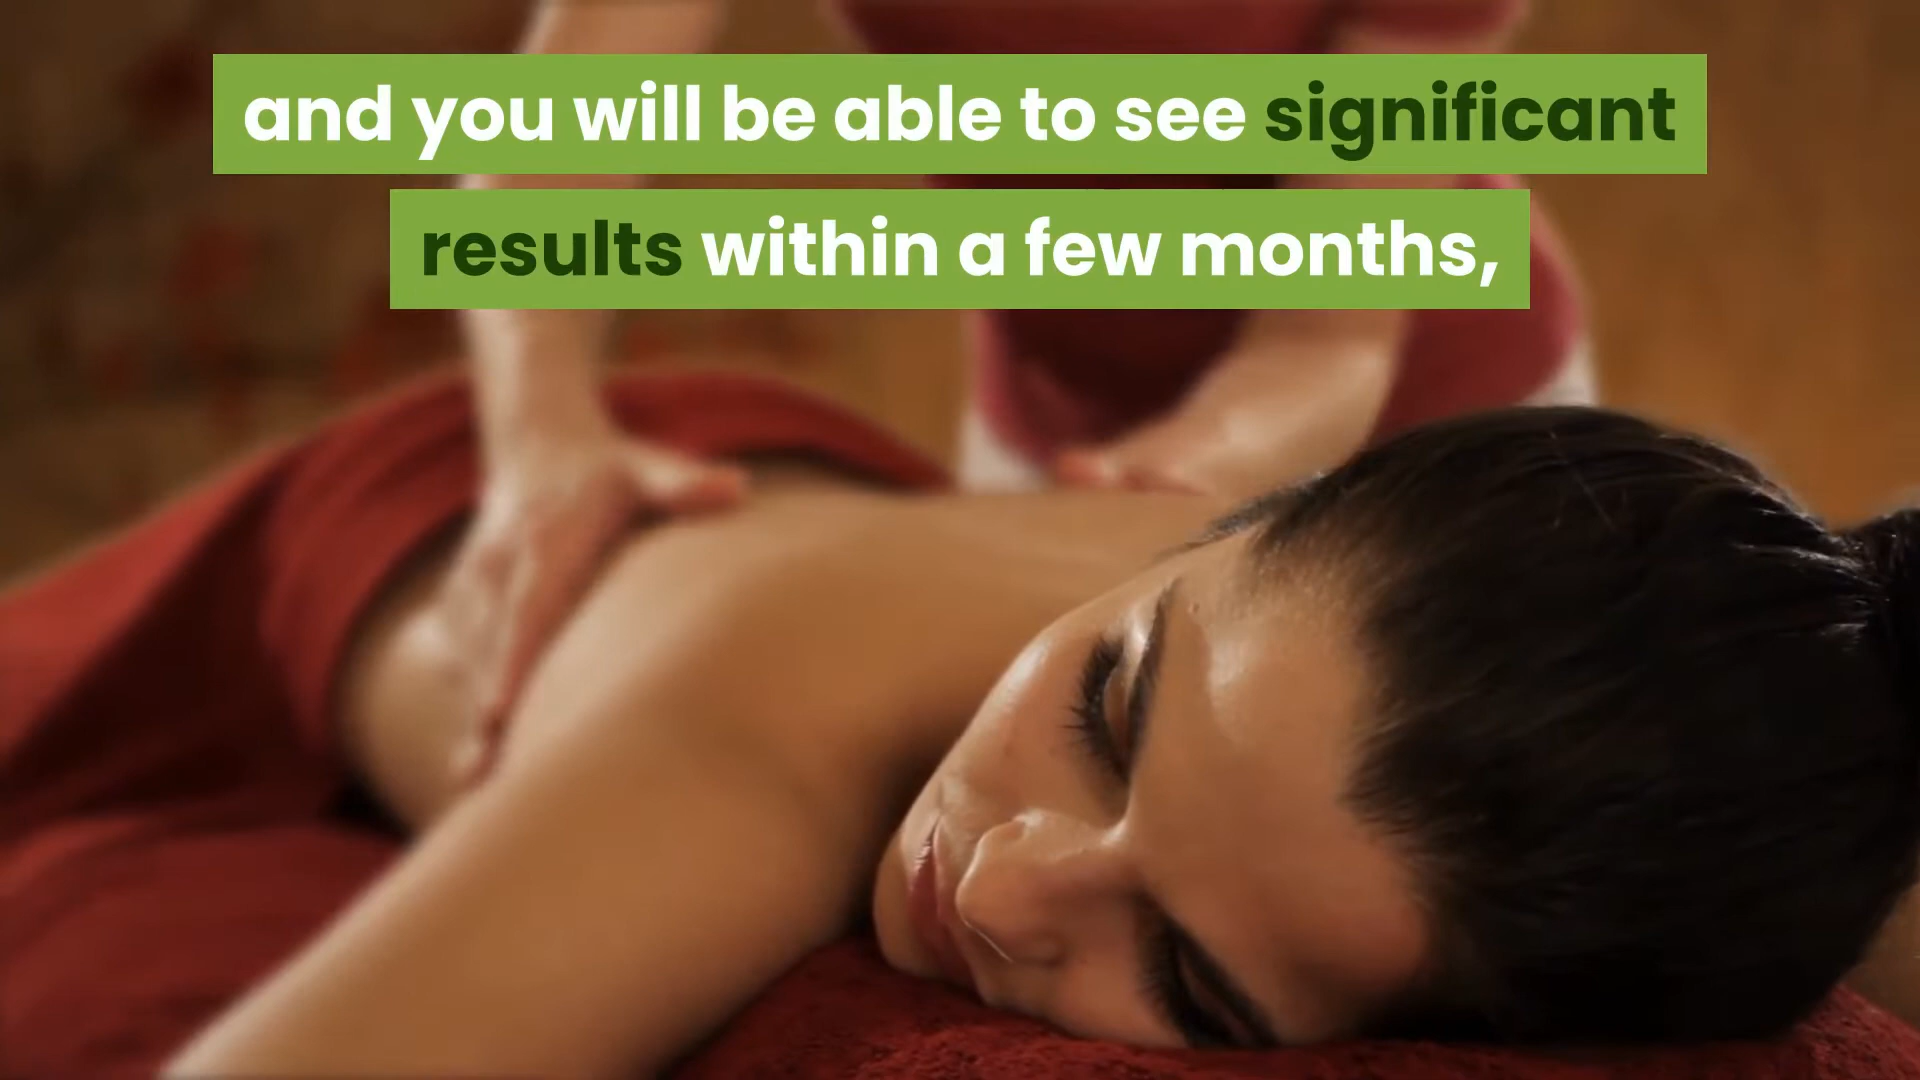 and you will be able to see significant
results within a few months,